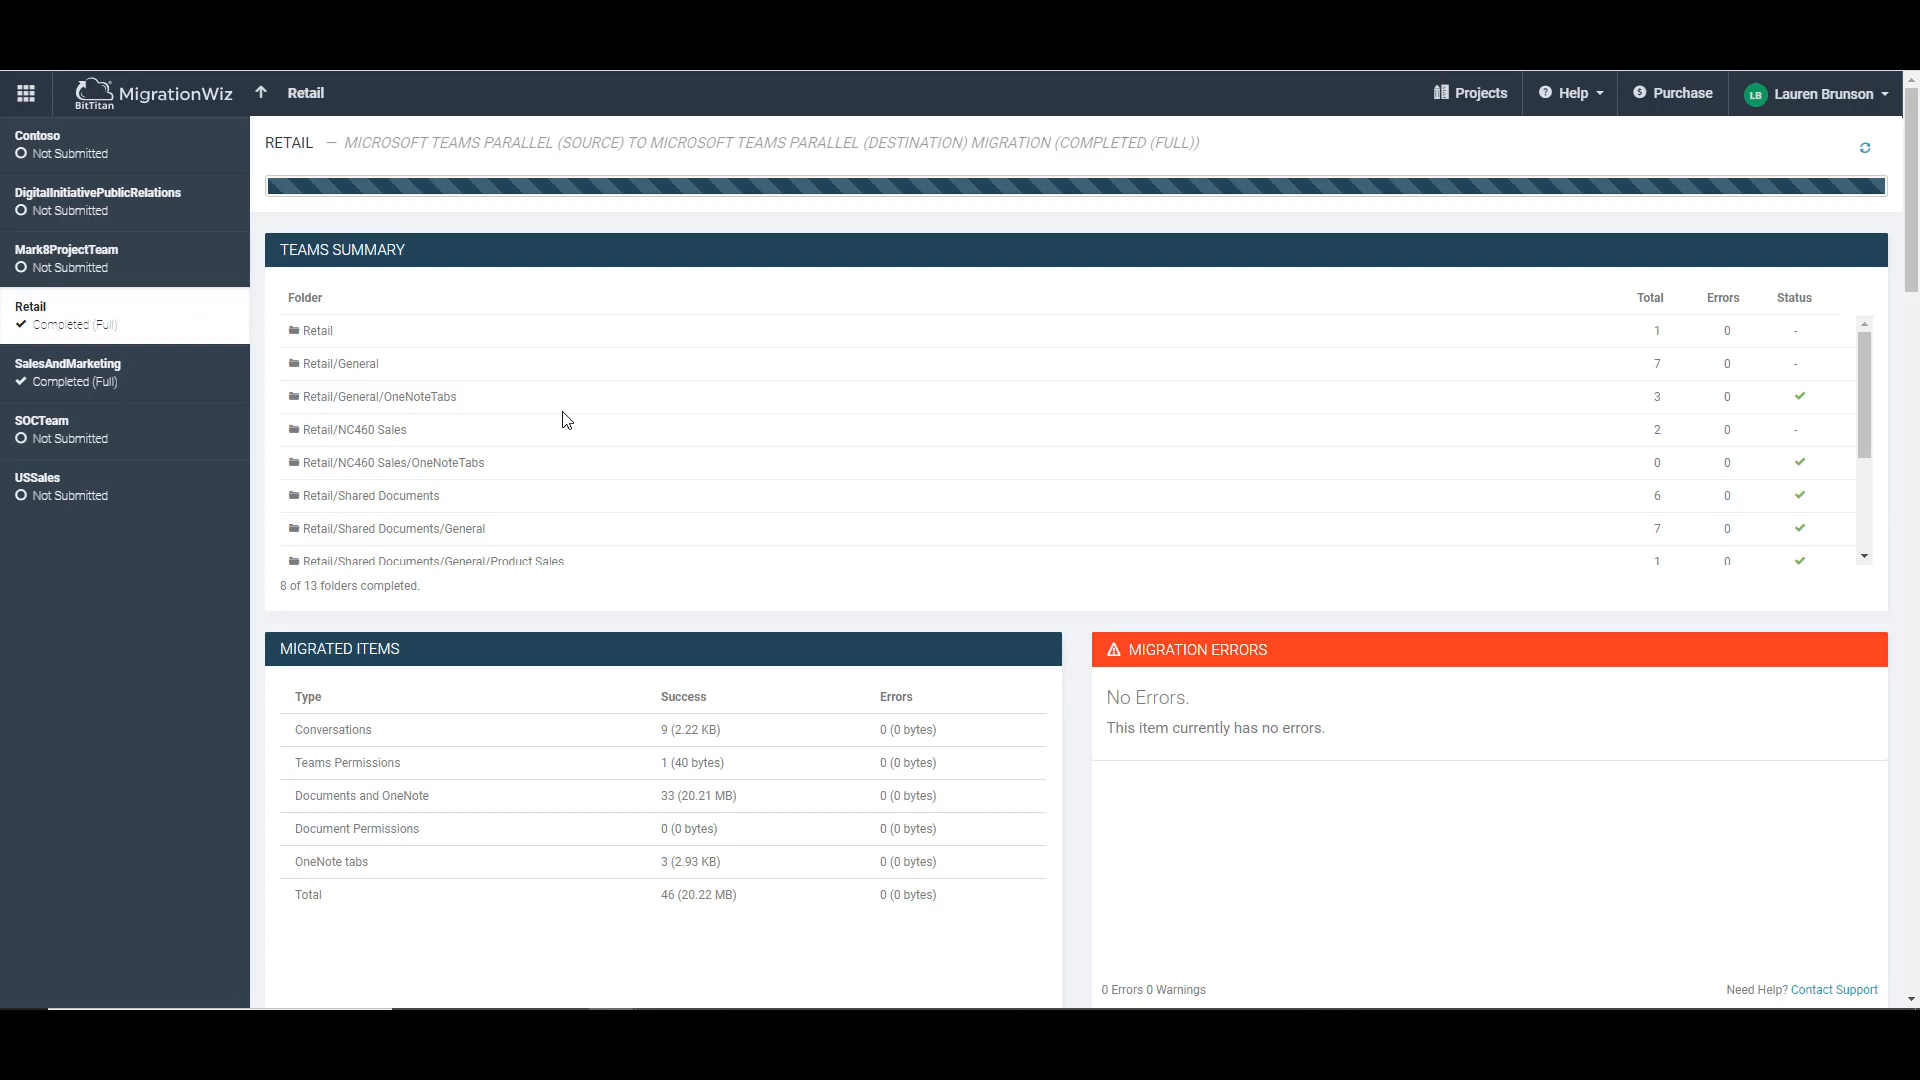 BitTitan MigrationWiz Retail Projects Help Purchase LB Lauren Brunson
Contoso
Not Submitted
DigitalInitiativePublicRelations
Not Submitted
Mark8ProjectTeam
Not Submitted
Retail
Completed (Full)
SalesAndMarketing
Completed (Full)
SOCTeam
Not Submitted
USSales
Not Submitted
RETAIL — MICROSOFT TEAMS PARALLEL (SOURCE) TO MICROSOFT TEAMS PARALLEL (DESTINATION) MIGRATION (COMPLETED (FULL))
TEAMS SUMMARY
Folder Total Errors Status
Retail 1 0 -
Retail/General 7 0 -
Retail/General/OneNoteTabs 3 0
Retail/NC460 Sales 2 0 -
Retail/NC460 Sales/OneNoteTabs 0 0
Retail/Shared Documents 6 0
Retail/Shared Documents/General 7 0
Retail/Shared Documents/General/Product Sales 1 0
8 of 13 folders completed.
MIGRATED ITEMS
Type Success Errors
Conversations 9 (2.22 KB) 0 (0 bytes)
Teams Permissions 1 (40 bytes) 0 (0 bytes)
Documents and OneNote 33 (20.21 MB) 0 (0 bytes)
Document Permissions 0 (0 bytes) 0 (0 bytes)
OneNote tabs 3 (2.93 KB) 0 (0 bytes)
Total 46 (20.22 MB) 0 (0 bytes)
MIGRATION ERRORS
No Errors.
This item currently has no errors.
0 Errors 0 Warnings Need Help? Contact Support